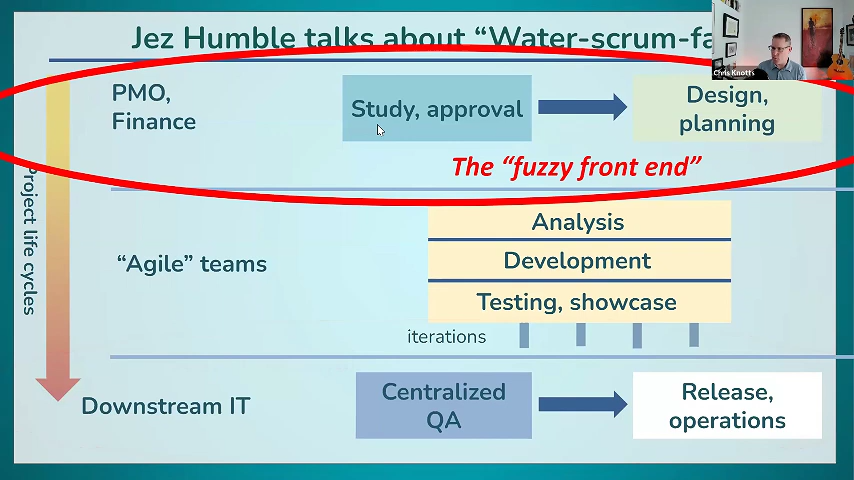 Jez Humble talks about “Water-scrum-fa
Chris Knotts
PMO,
Finance
Study, approval
Design,
planning
The “fuzzy front end”
Project life cycles
“Agile” teams
Analysis
Development
Testing, showcase
iterations
Downstream IT
Centralized
QA
Release,
operations